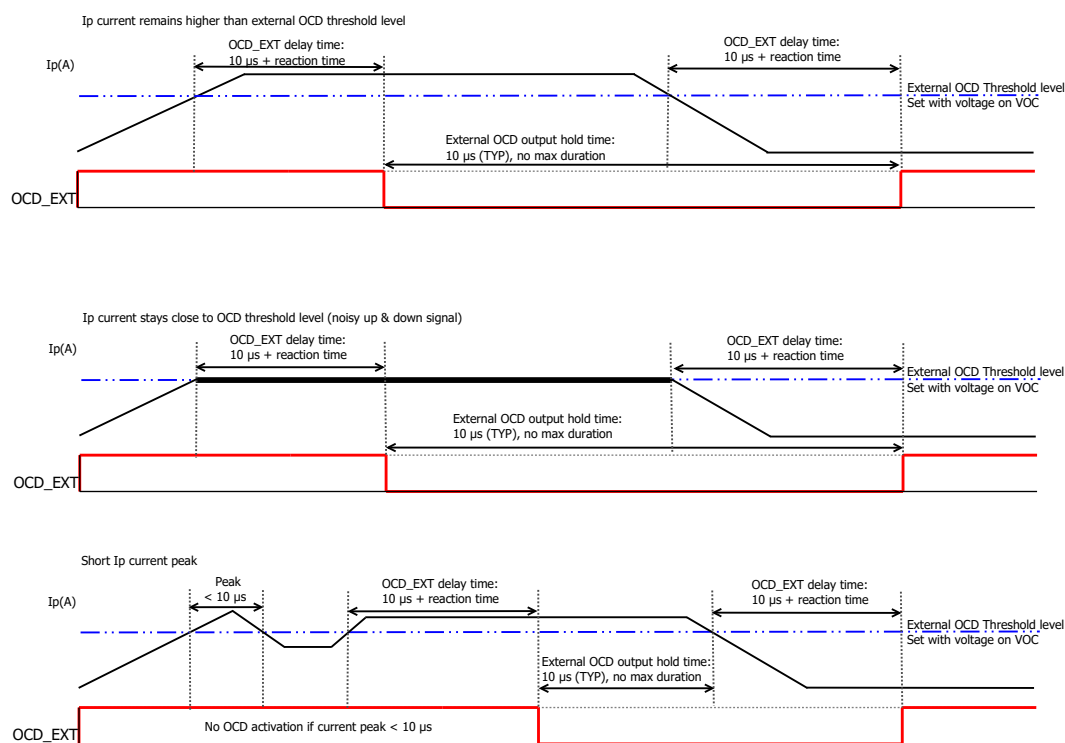 Ip current remains higher than external OCD threshold level
OCD_EXT delay time:
10 µs + reaction time
OCD_EXT delay time:
10 µs + reaction time
Ip(A)
External OCD Threshold level
Set with voltage on VOC
External OCD output hold time:
10 µs (TYP), no max duration
OCD_EXT
Ip current stays close to OCD threshold level (noisy up & down signal)
OCD_EXT delay time:
10 µs + reaction time
OCD_EXT delay time:
10 µs + reaction time
Ip(A)
External OCD Threshold level
Set with voltage on VOC
External OCD output hold time:
10 µs (TYP), no max duration
OCD_EXT
Short Ip current peak
Peak
< 10 µs
OCD_EXT delay time:
10 µs + reaction time
OCD_EXT delay time:
10 µs + reaction time
Ip(A)
External OCD Threshold level
Set with voltage on VOC
External OCD output hold time:
10 µs (TYP), no max duration
No OCD activation if current peak < 10 µs
OCD_EXT